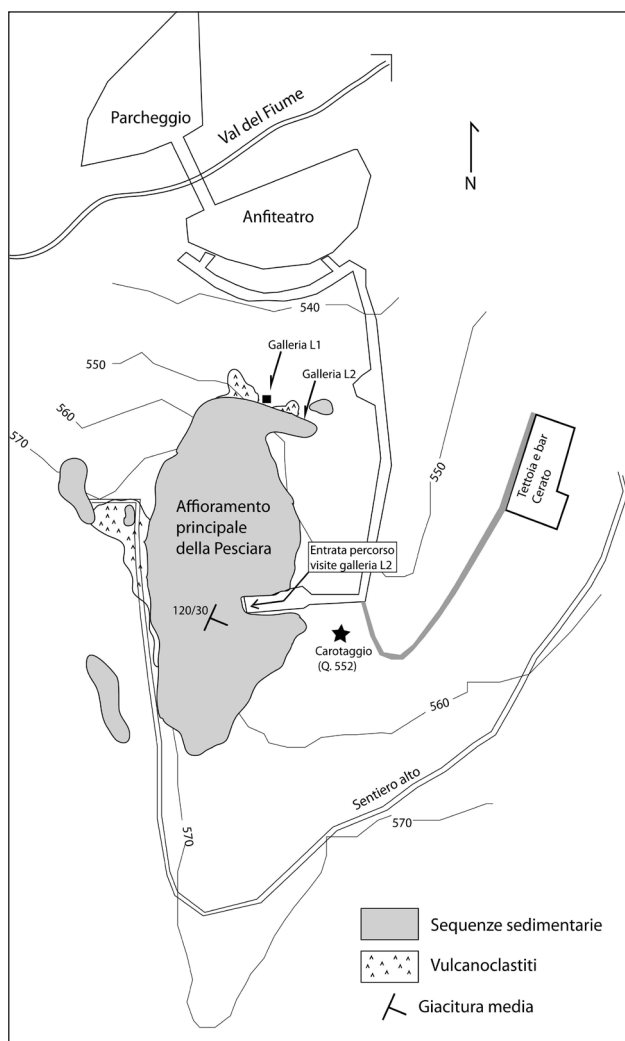 Parcheggio
Val del Fiume
N
Anfiteatro
540
Galleria L1
550
Galleria L2
560
570
550
Tettoia e bar
Cerato
Affioramento
principale
della Pesciara
Entrata percorso
visite galleria L2
120/30
Carotaggio
(Q. 552)
560
Sentiero alto
570
570
Sequenze sedimentarie
Vulcanoclastiti
Giacitura media